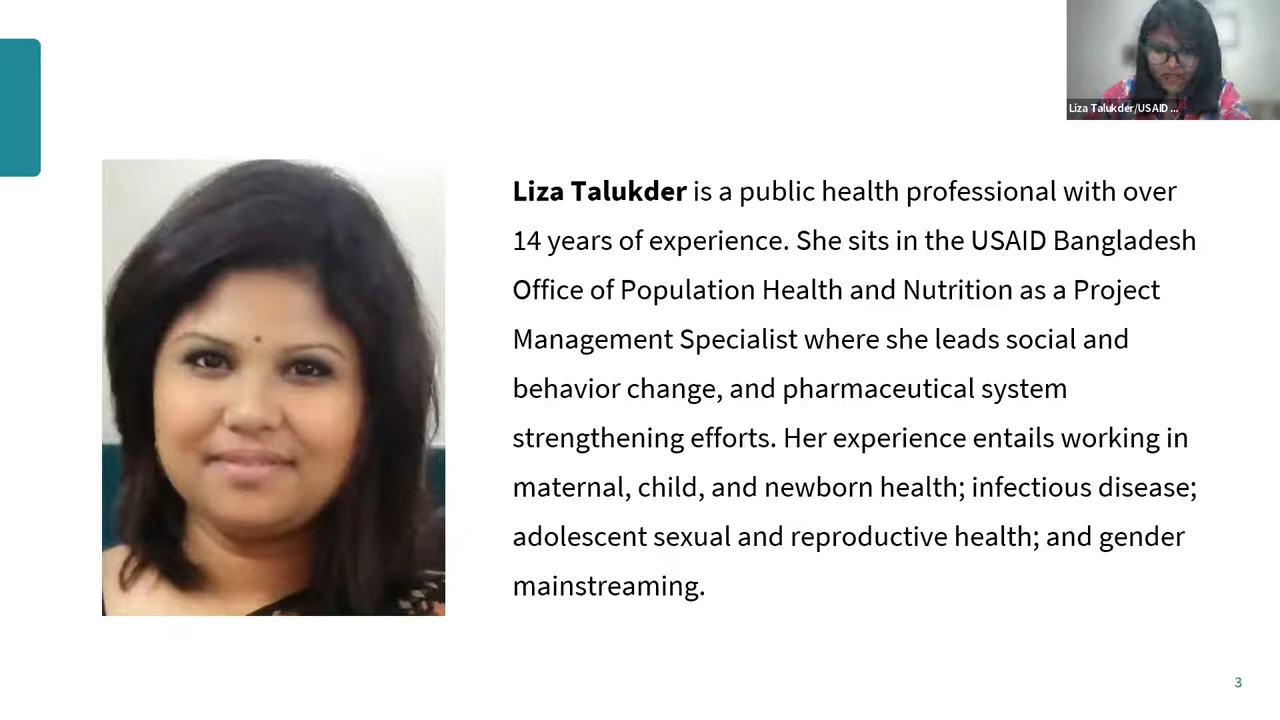 Liza Talukder/USAID ...
Liza Talukder is a public health professional with over
14 years of experience. She sits in the USAID Bangladesh
Office of Population Health and Nutrition as a Project
Management Specialist where she leads social and
behavior change, and pharmaceutical system
strengthening efforts. Her experience entails working in
maternal, child, and newborn health; infectious disease;
adolescent sexual and reproductive health; and gender
mainstreaming.
3